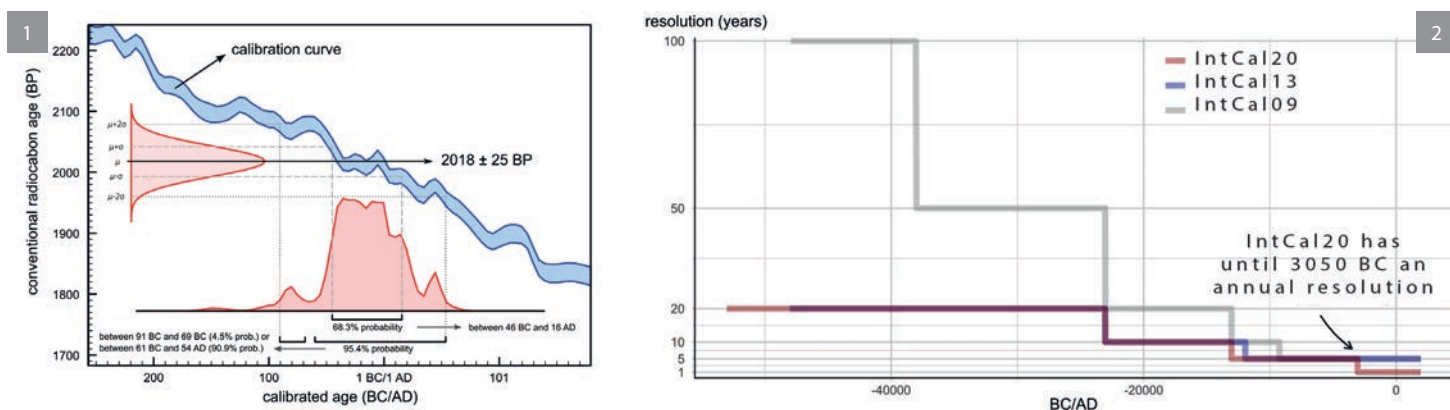 1
conventional radiocabon age (BP)
2200
2100
2000
1900
1800
1700
calibration curve
μ+2σ
μ+σ
μ
μ-σ
μ-2σ
2018 ± 25 BP
68.3% probability
between 46 BC and 16 AD
between 91 BC and 69 BC (4.5% prob.) or
between 61 BC and 54 AD (90.9% prob.)
95.4% probability
200
100
1 BC/1 AD
101
calibrated age (BC/AD)
2
resolution (years)
100
50
20
10
5
1
IntCal20
IntCal13
IntCal09
IntCal20 has
until 3050 BC an
annual resolution
-40000
-20000
0
BC/AD